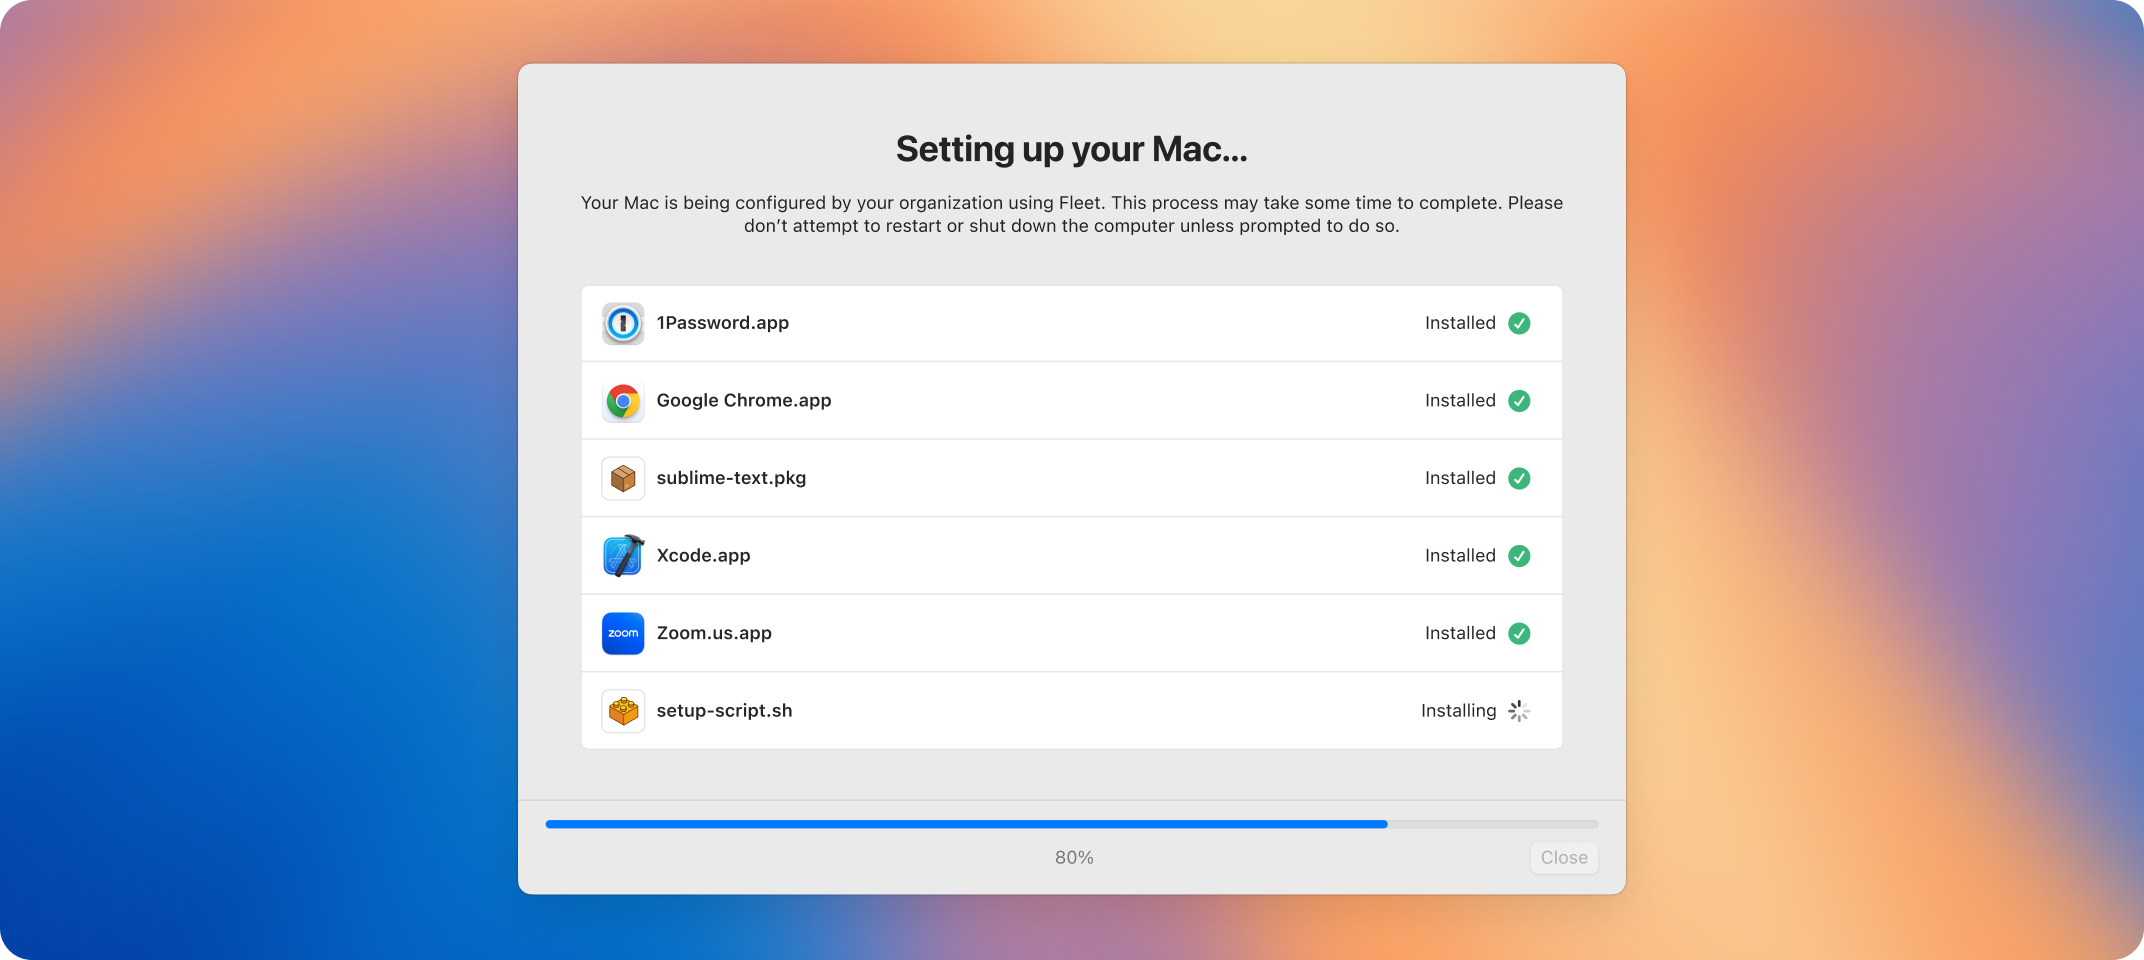 Setting up your Mac...
Your Mac is being configured by your organization using Fleet. This process may take some time to complete. Please
don’t attempt to restart or shut down the computer unless prompted to do so.
1Password.app Installed
Google Chrome.app Installed
sublime-text.pkg Installed
Xcode.app Installed
zoom Zoom.us.app Installed
setup-script.sh Installing
80% Close